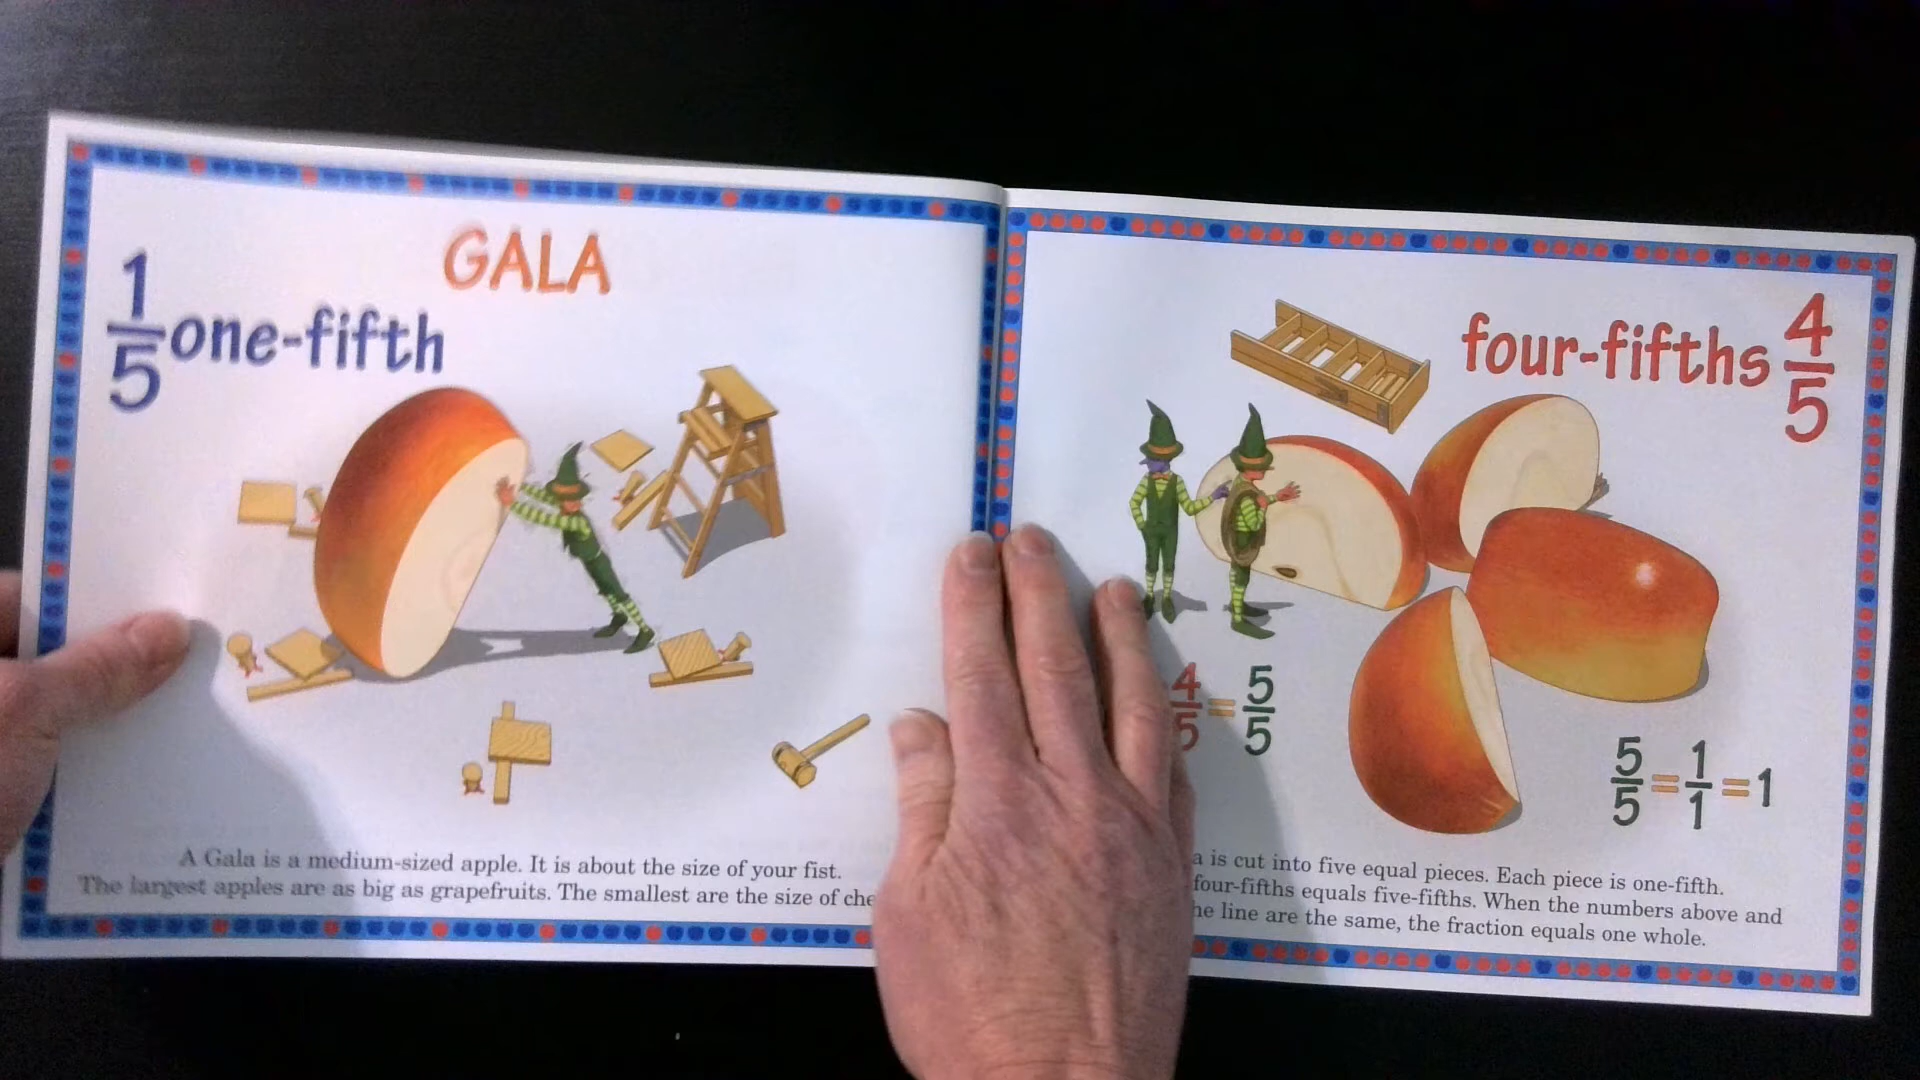 GALA
1/5 one-fifth
A Gala is a medium-sized apple. It is about the size of your fist.
The largest apples are as big as grapefruits. The smallest are the size of
four-fifths 4/5
4/5 = 5/5
5/5 = 1/1 = 1
is cut into five equal pieces. Each piece is one-fifth.
four-fifths equals five-fifths. When the numbers above and
line are the same, the fraction equals one whole.